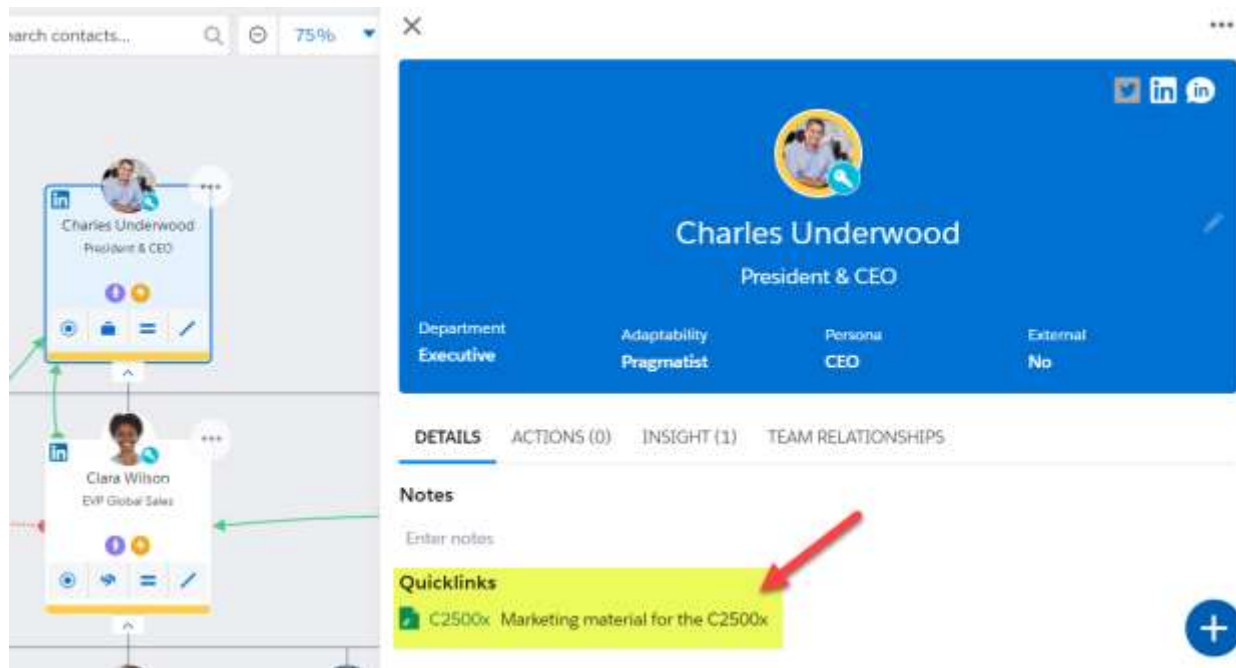 arch contacts...
75%
Charles Underwood
President & CEO
Clara Wilson
EVP Global Sales
Charles Underwood
President & CEO
Department
Executive
Adaptability
Pragmatist
Persona
CEO
External
No
DETAILS ACTIONS (0) INSIGHT (1) TEAM RELATIONSHIPS
Notes
Enter notes
Quicklinks
C2500x Marketing material for the C2500x